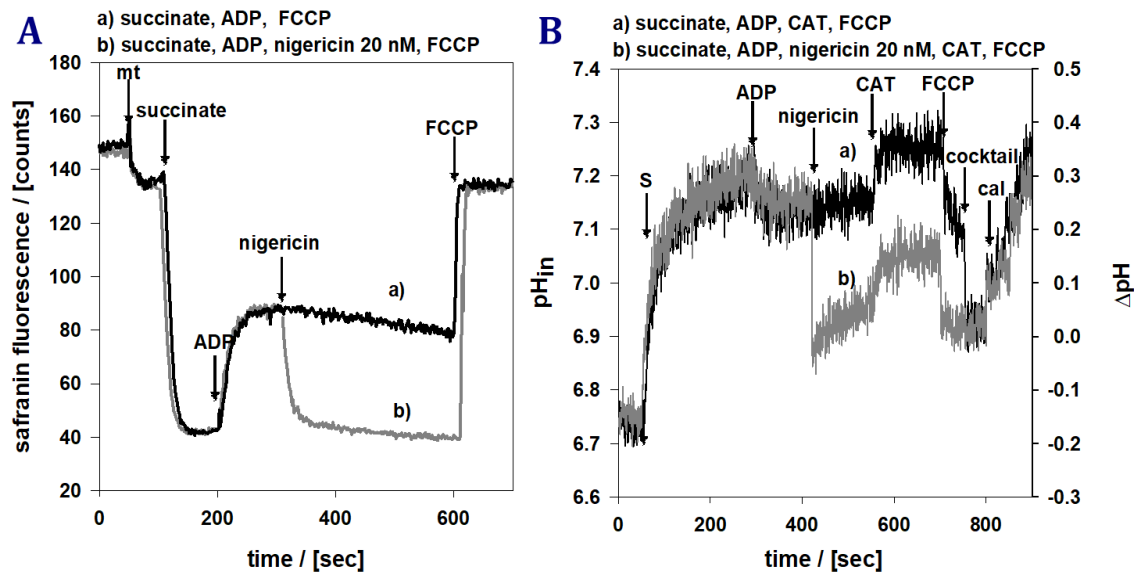 A
a) succinate, ADP, FCCP
b) succinate, ADP, nigericin 20 nM, FCCP
180
160
140
120
100
80
60
40
20
safranin fluorescence / [counts]
mt
succinate
FCCP
nigericin
a)
ADP
b)
0 200 400 600
time / [sec]
B
a) succinate, ADP, CAT, FCCP
b) succinate, ADP, nigericin 20 nM, CAT, FCCP
7.4
7.3
7.2
7.1
7.0
6.9
6.8
6.7
6.6
pHin
CAT
FCCP
ADP
nigericin
a)
cocktail
S
cal
b)
0.5
0.4
0.3
0.2
0.1
0.0
-0.1
-0.2
-0.3
ΔpH
0 200 400 600 800
time / [sec]